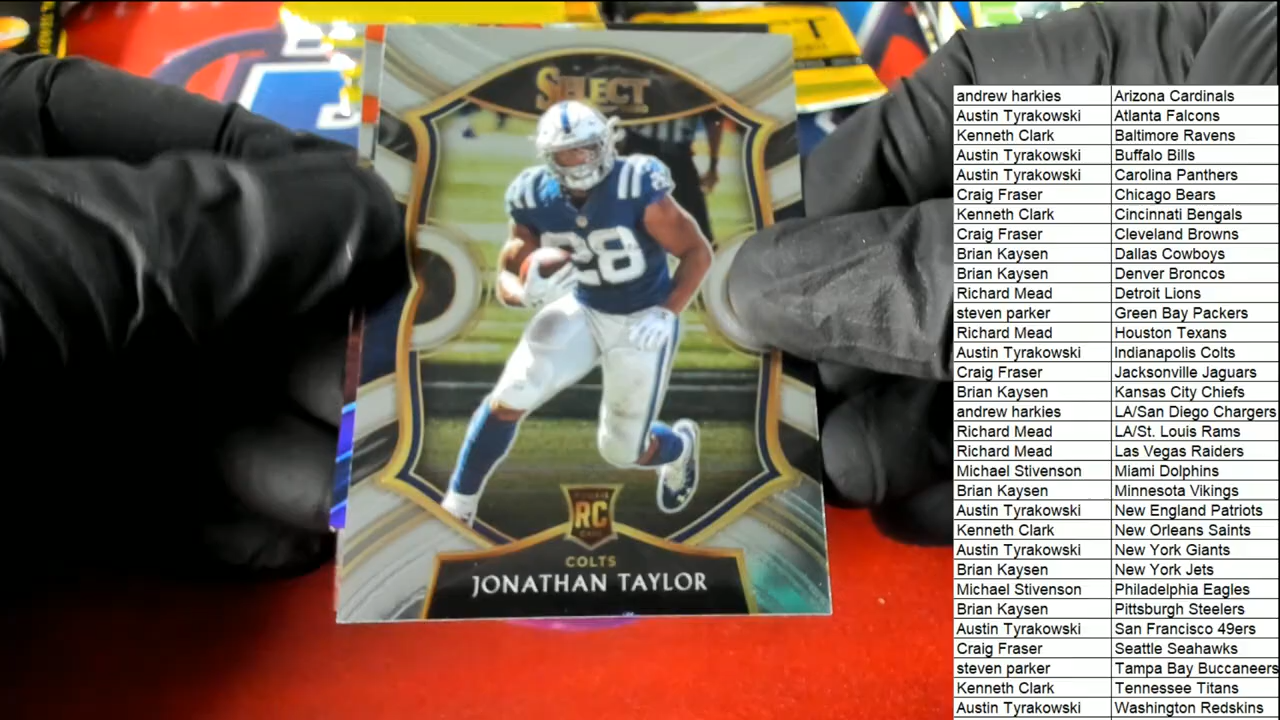 SELECT
28
28
RC
COLTS
JONATHAN TAYLOR
andrew harkies Arizona Cardinals
Austin Tyrakowski Atlanta Falcons
Kenneth Clark Baltimore Ravens
Austin Tyrakowski Buffalo Bills
Austin Tyrakowski Carolina Panthers
Craig Fraser Chicago Bears
Kenneth Clark Cincinnati Bengals
Craig Fraser Cleveland Browns
Brian Kaysen Dallas Cowboys
Brian Kaysen Denver Broncos
Richard Mead Detroit Lions
steven parker Green Bay Packers
Richard Mead Houston Texans
Austin Tyrakowski Indianapolis Colts
Craig Fraser Jacksonville Jaguars
Brian Kaysen Kansas City Chiefs
andrew harkies LA/San Diego Chargers
Richard Mead LA/St. Louis Rams
Richard Mead Las Vegas Raiders
Michael Stivenson Miami Dolphins
Brian Kaysen Minnesota Vikings
Austin Tyrakowski New England Patriots
Kenneth Clark New Orleans Saints
Austin Tyrakowski New York Giants
Brian Kaysen New York Jets
Michael Stivenson Philadelphia Eagles
Brian Kaysen Pittsburgh Steelers
Austin Tyrakowski San Francisco 49ers
Craig Fraser Seattle Seahawks
steven parker Tampa Bay Buccaneers
Kenneth Clark Tennessee Titans
Austin Tyrakowski Washington Redskins